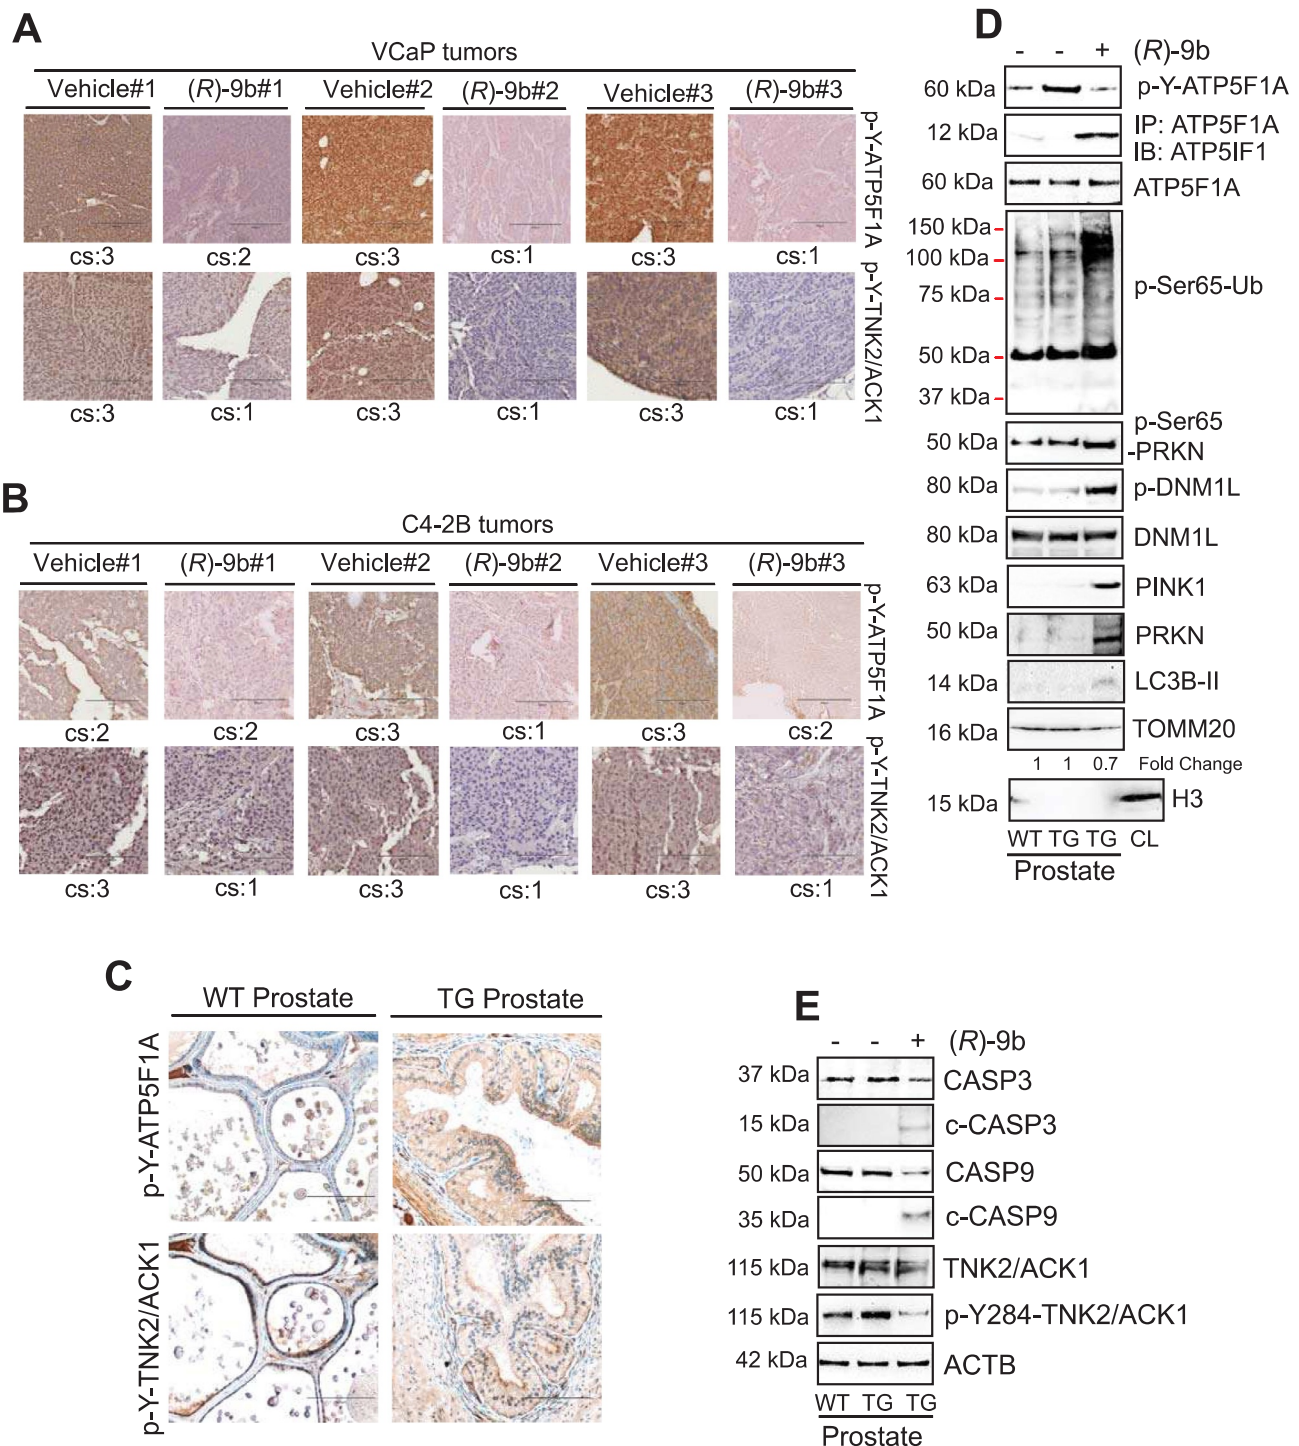 A
VCaP tumors
Vehicle#1 (R)-9b#1 Vehicle#2 (R)-9b#2 Vehicle#3 (R)-9b#3
p-Y-ATP5F1A
cs:3 cs:2 cs:3 cs:1 cs:3 cs:1
p-Y-TNK2/ACK1
cs:3 cs:1 cs:3 cs:1 cs:3 cs:1
B
C4-2B tumors
Vehicle#1 (R)-9b#1 Vehicle#2 (R)-9b#2 Vehicle#3 (R)-9b#3
p-Y-ATP5F1A
cs:2 cs:2 cs:3 cs:1 cs:3 cs:2
p-Y-TNK2/ACK1
cs:3 cs:1 cs:3 cs:1 cs:3 cs:1
C
WT Prostate TG Prostate
p-Y-ATP5F1A
p-Y-TNK2/ACK1
D
- - + (R)-9b
60 kDa p-Y-ATP5F1A
12 kDa IP: ATP5F1A
IB: ATP5IF1
60 kDa ATP5F1A
150 kDa
100 kDa
75 kDa p-Ser65-Ub
50 kDa
37 kDa
50 kDa p-Ser65
-PRKN
80 kDa p-DNM1L
80 kDa DNM1L
63 kDa PINK1
50 kDa PRKN
14 kDa LC3B-II
16 kDa TOMM20
1 1 0.7 Fold Change
15 kDa H3
WT TG TG CL
Prostate
E
- - + (R)-9b
37 kDa CASP3
15 kDa c-CASP3
50 kDa CASP9
35 kDa c-CASP9
115 kDa TNK2/ACK1
115 kDa p-Y284-TNK2/ACK1
42 kDa ACTB
WT TG TG
Prostate